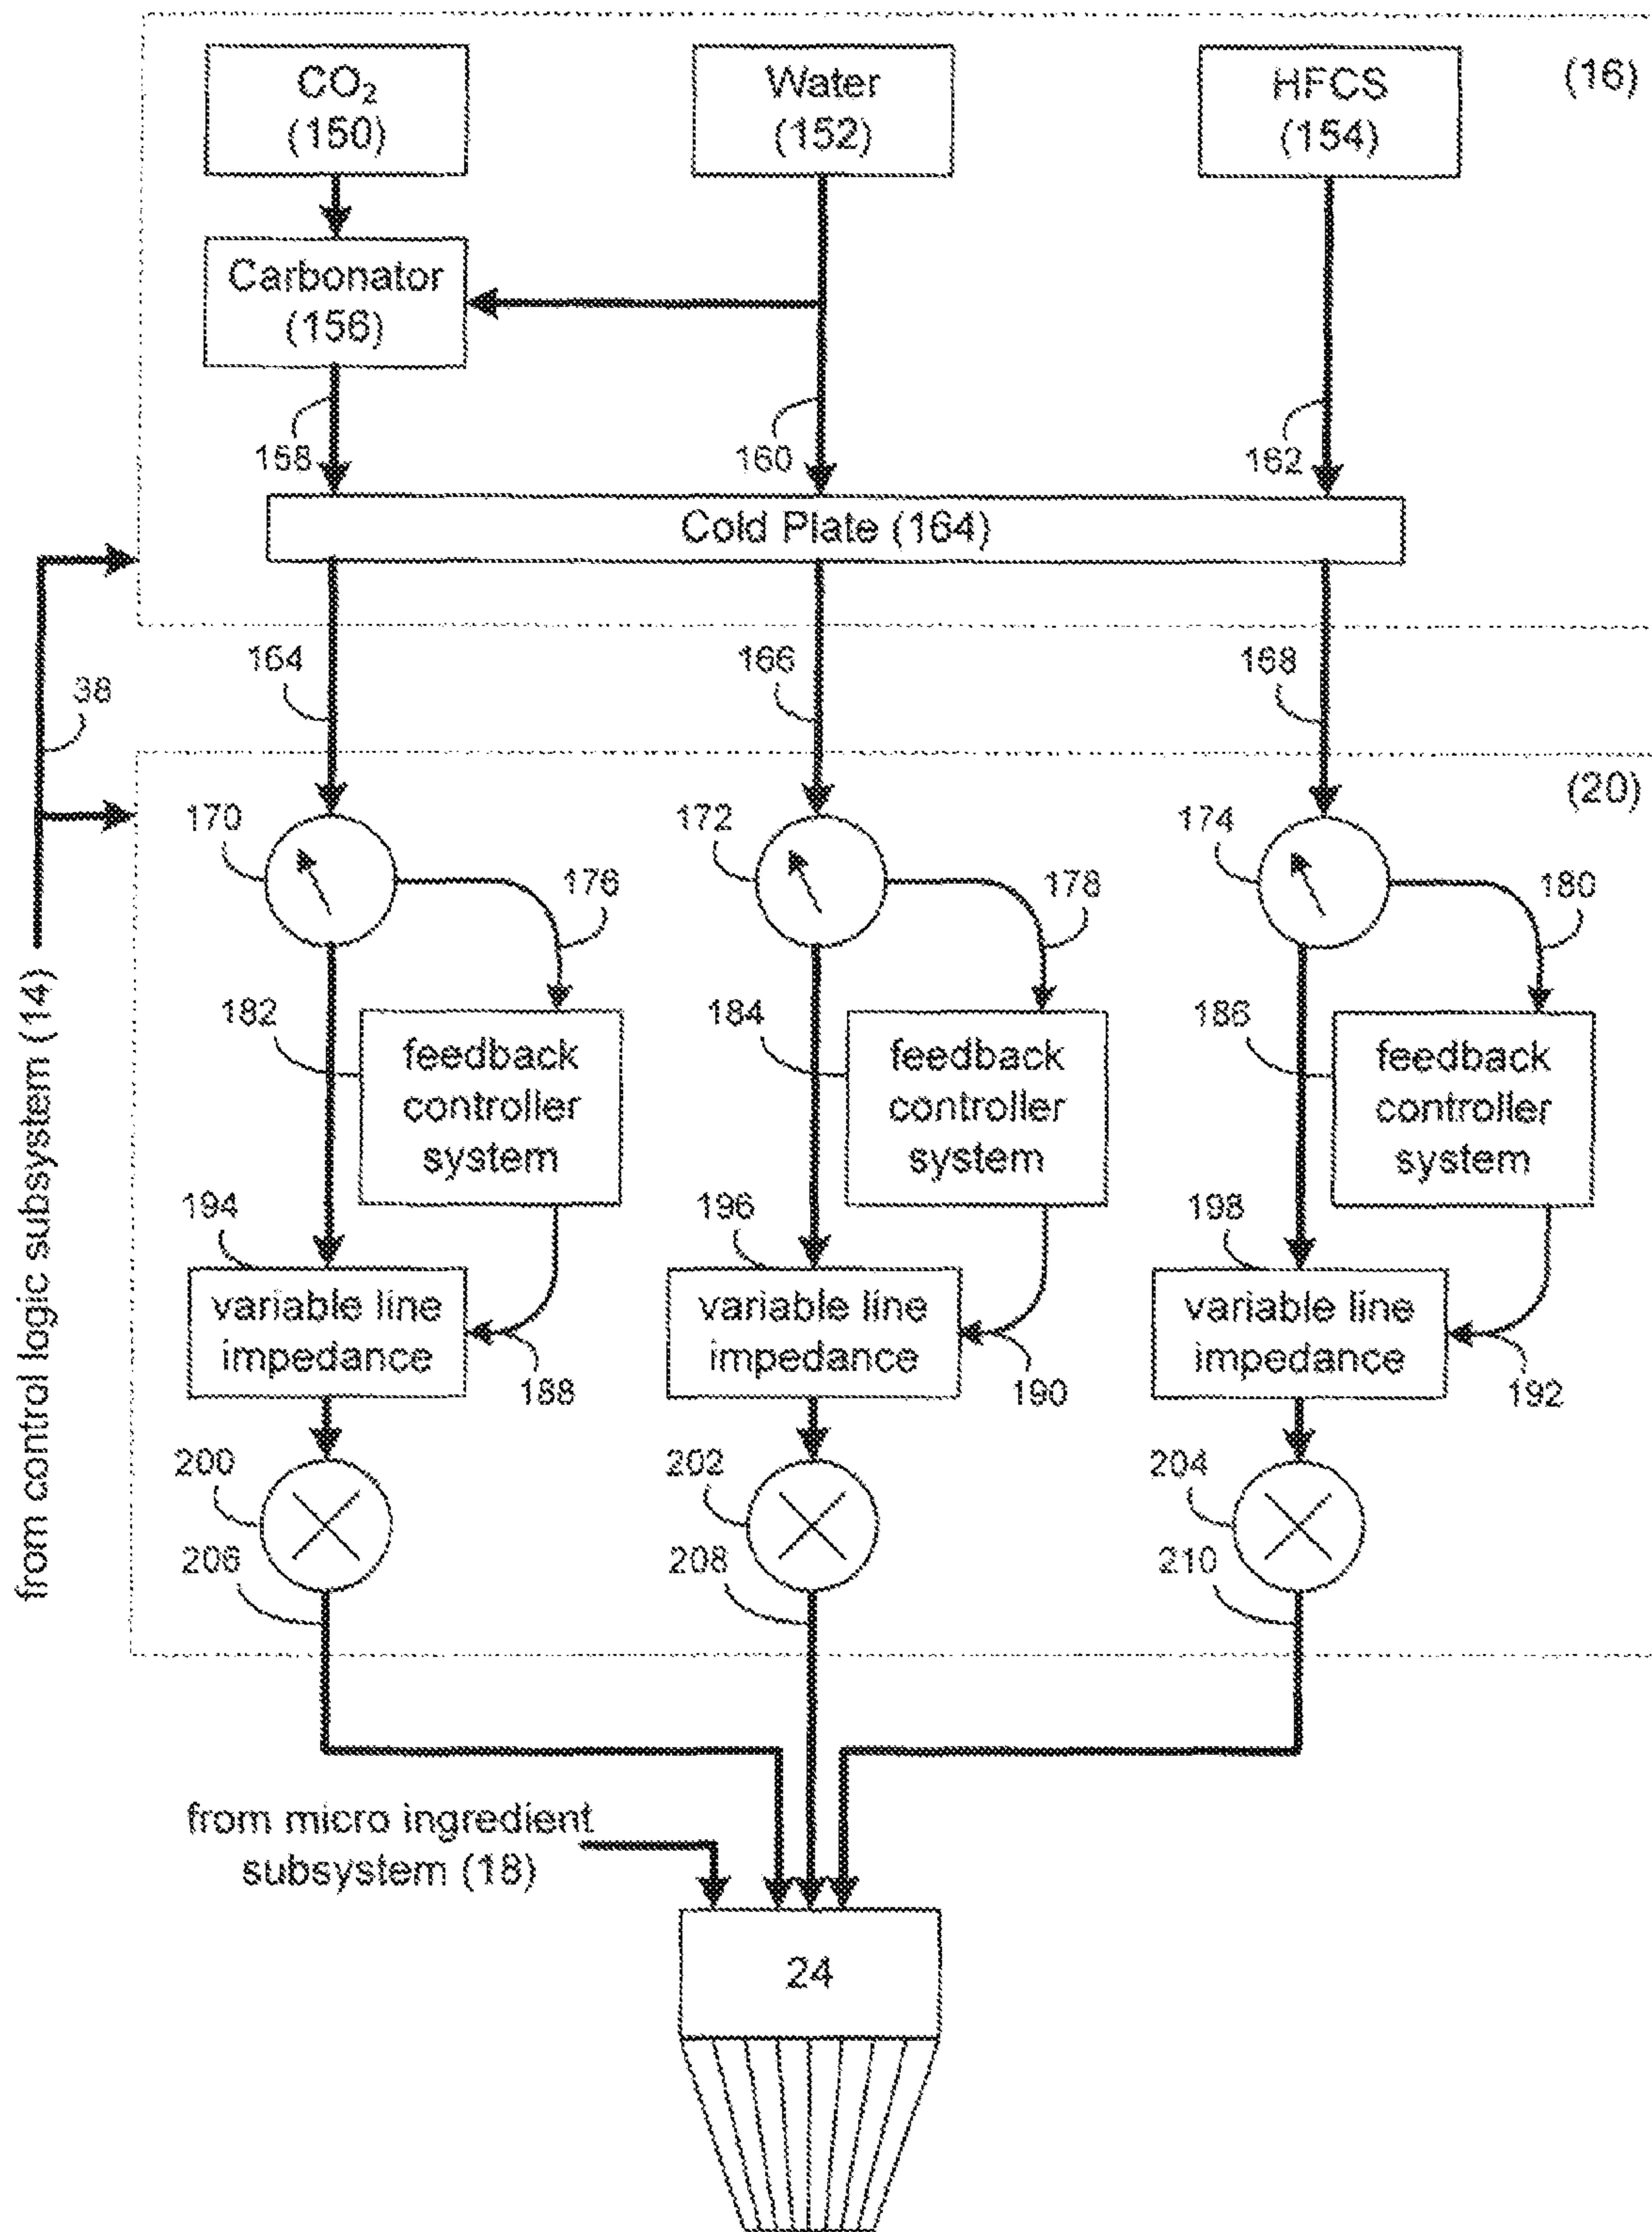 CO₂
(150)
Water
(152)
HFCS
(154)
(16)
Carbonator
(156)
158
160
162
Cold Plate (164)
164
166
168
38
(20)
170
172
174
176
178
180
182
184
186
feedback
controller
system
feedback
controller
system
feedback
controller
system
194
196
198
variable line
impedance
variable line
impedance
variable line
impedance
188
190
192
200
202
204
206
208
210
from control logic subsystem (14)
from micro ingredient
subsystem (18)
24